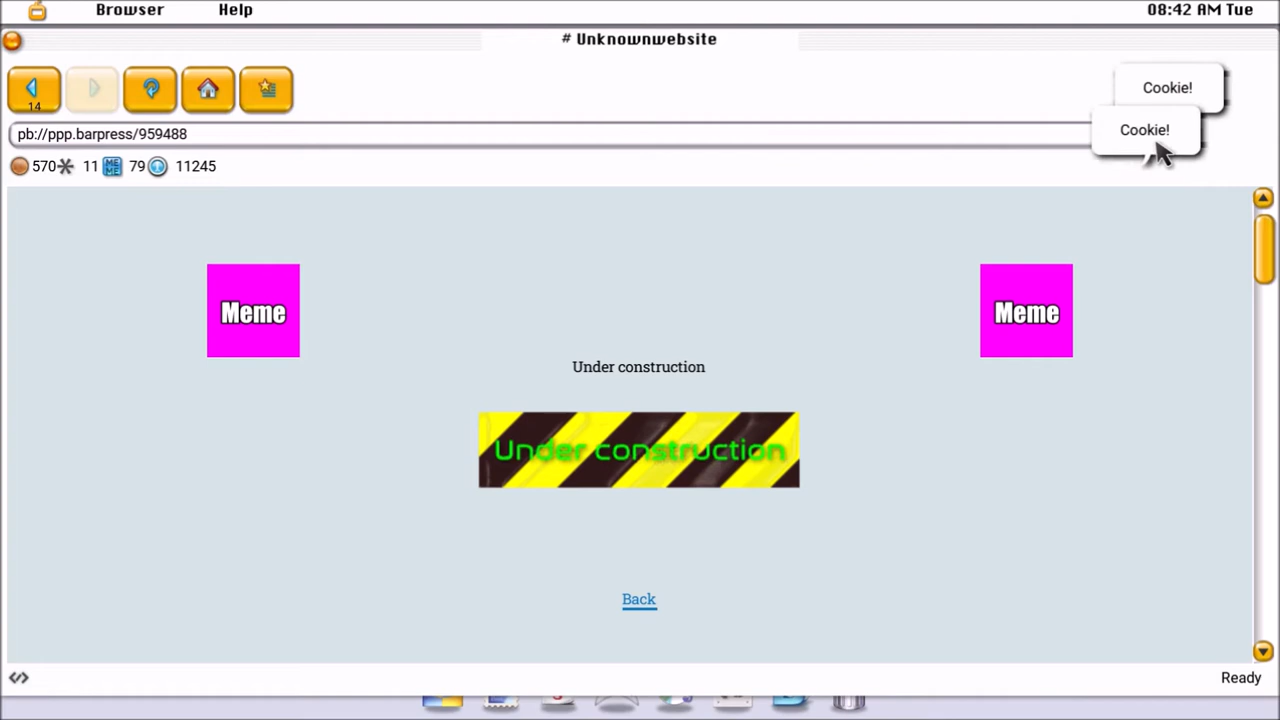 Browser Help 08:42 AM Tue
# Unknownwebsite
14
Cookie!
pb://ppp.barpress/959488
Cookie!
570 11 MEME 79 11245
Meme Meme
Under construction
Under construction
Back
Ready